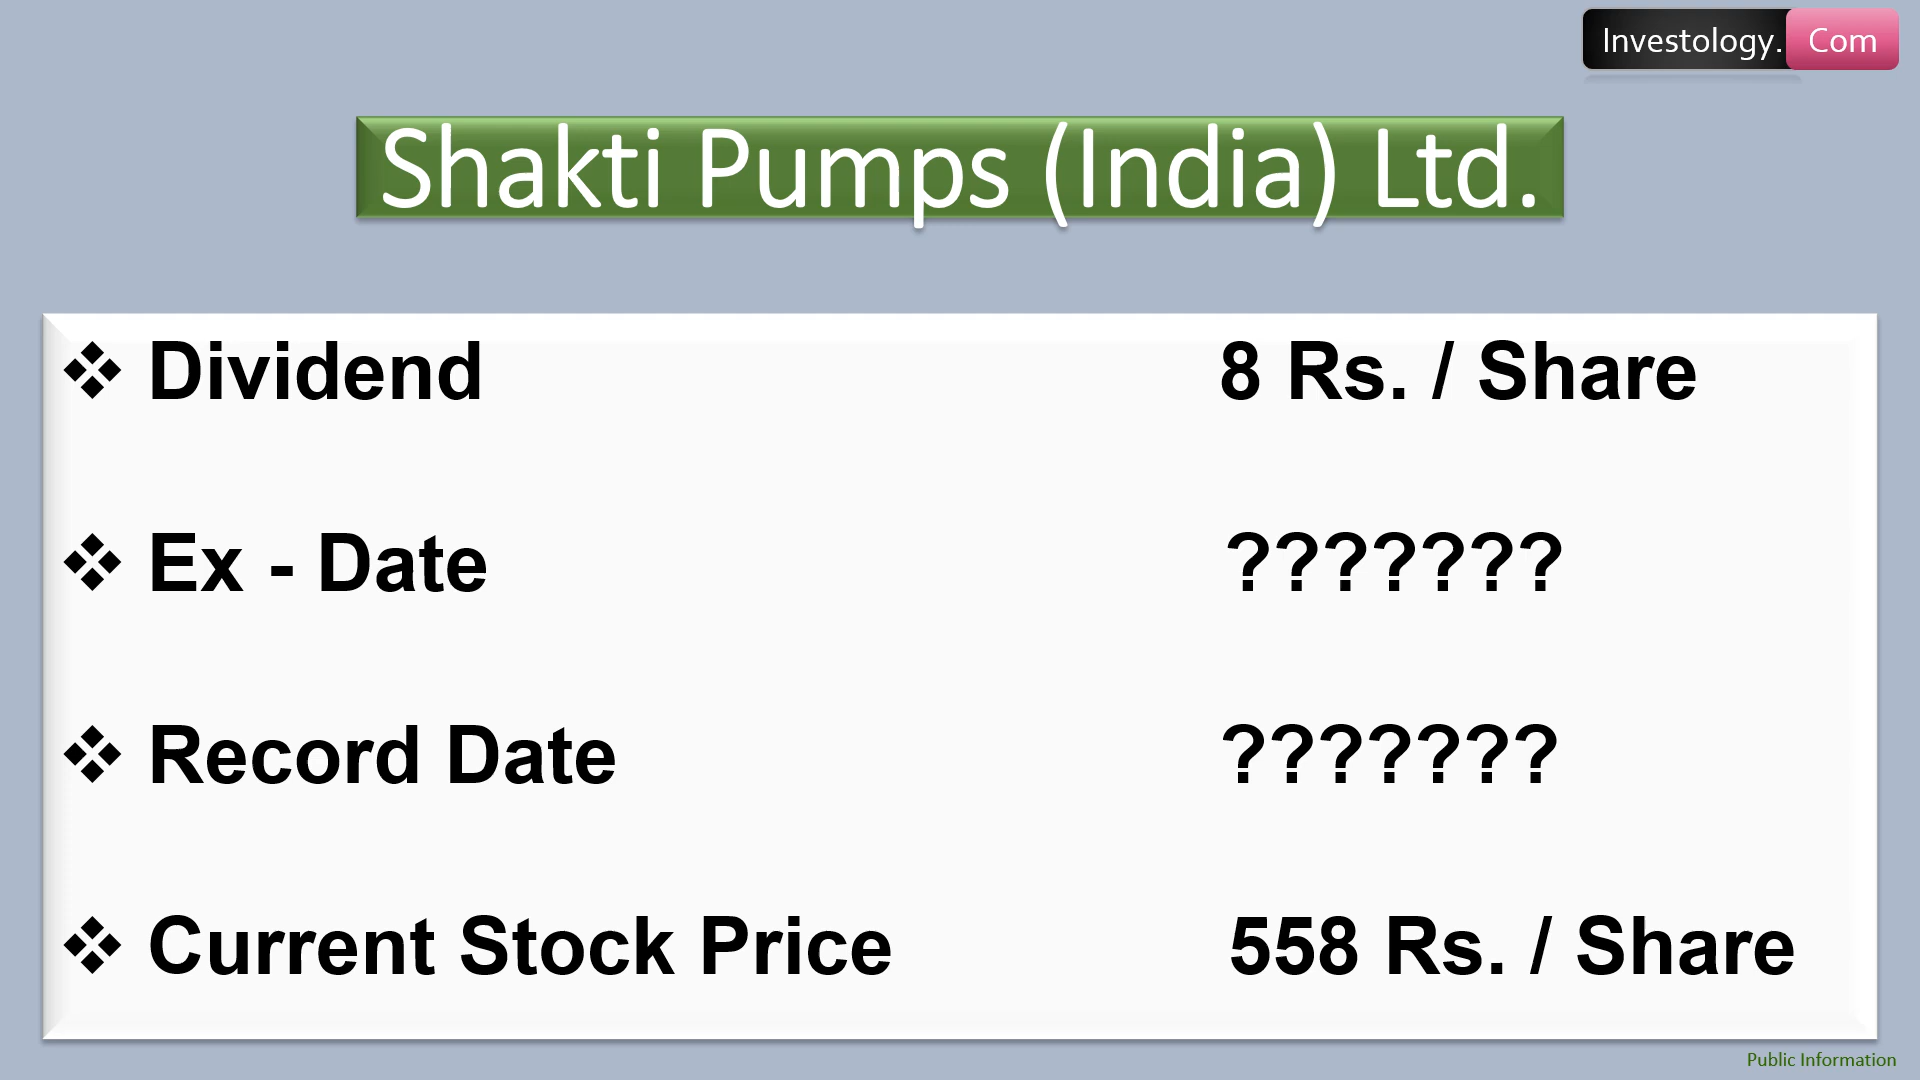 Investology. Com
Shakti Pumps (India) Ltd.
❖ Dividend 8 Rs. / Share
❖ Ex - Date ???????
❖ Record Date ???????
❖ Current Stock Price 558 Rs. / Share
Public Information